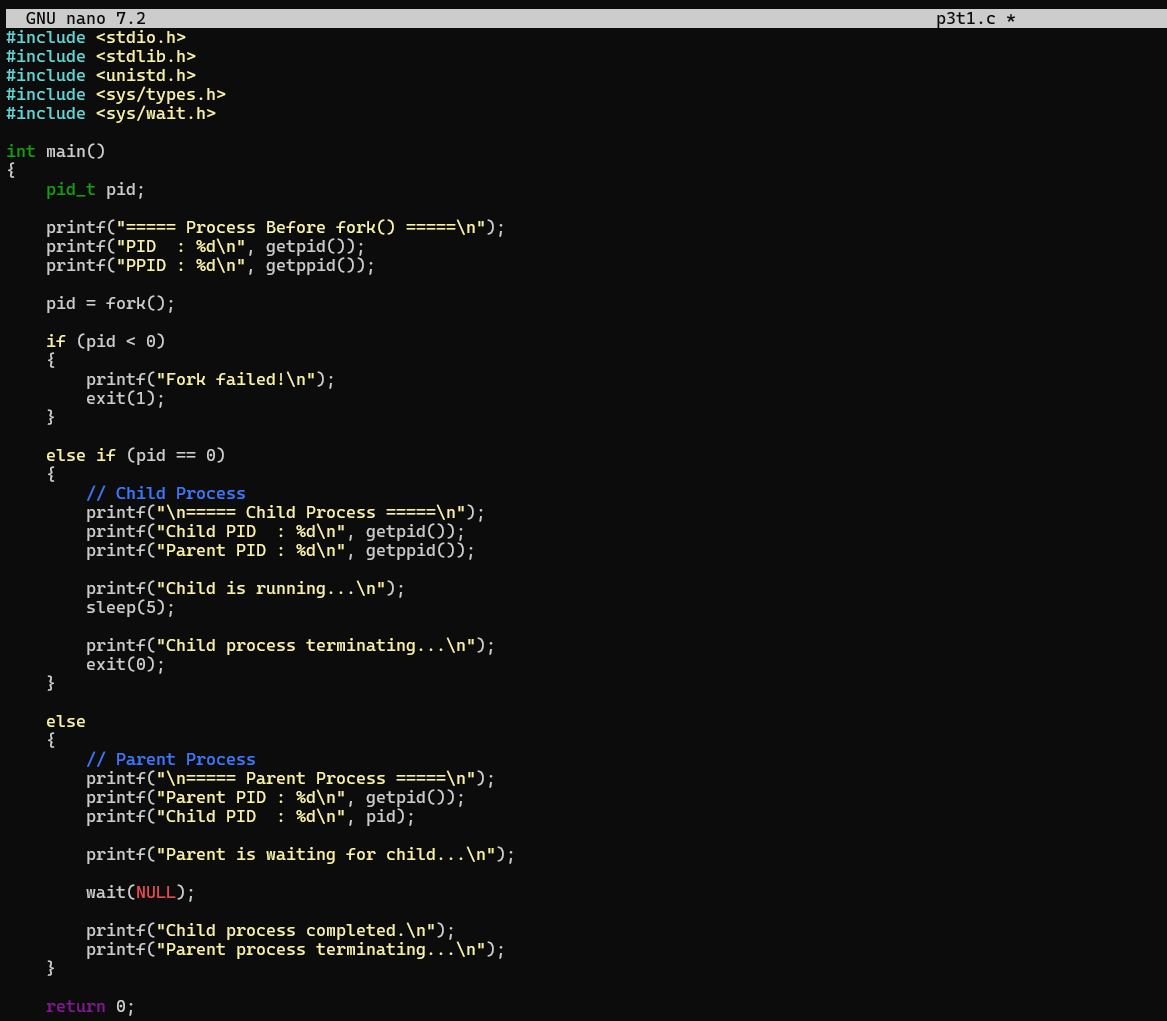 GNU nano 7.2 p3t1.c *
#include <stdio.h>
#include <stdlib.h>
#include <unistd.h>
#include <sys/types.h>
#include <sys/wait.h>

int main()
{
    pid_t pid;

    printf("===== Process Before fork() =====\n");
    printf("PID  : %d\n", getpid());
    printf("PPID : %d\n", getppid());

    pid = fork();

    if (pid < 0)
    {
        printf("Fork failed!\n");
        exit(1);
    }

    else if (pid == 0)
    {
        // Child Process
        printf("\n===== Child Process =====\n");
        printf("Child PID  : %d\n", getpid());
        printf("Parent PID : %d\n", getppid());

        printf("Child is running...\n");
        sleep(5);

        printf("Child process terminating...\n");
        exit(0);
    }

    else
    {
        // Parent Process
        printf("\n===== Parent Process =====\n");
        printf("Parent PID : %d\n", getpid());
        printf("Child PID  : %d\n", pid);

        printf("Parent is waiting for child...\n");

        wait(NULL);

        printf("Child process completed.\n");
        printf("Parent process terminating...\n");
    }

    return 0;